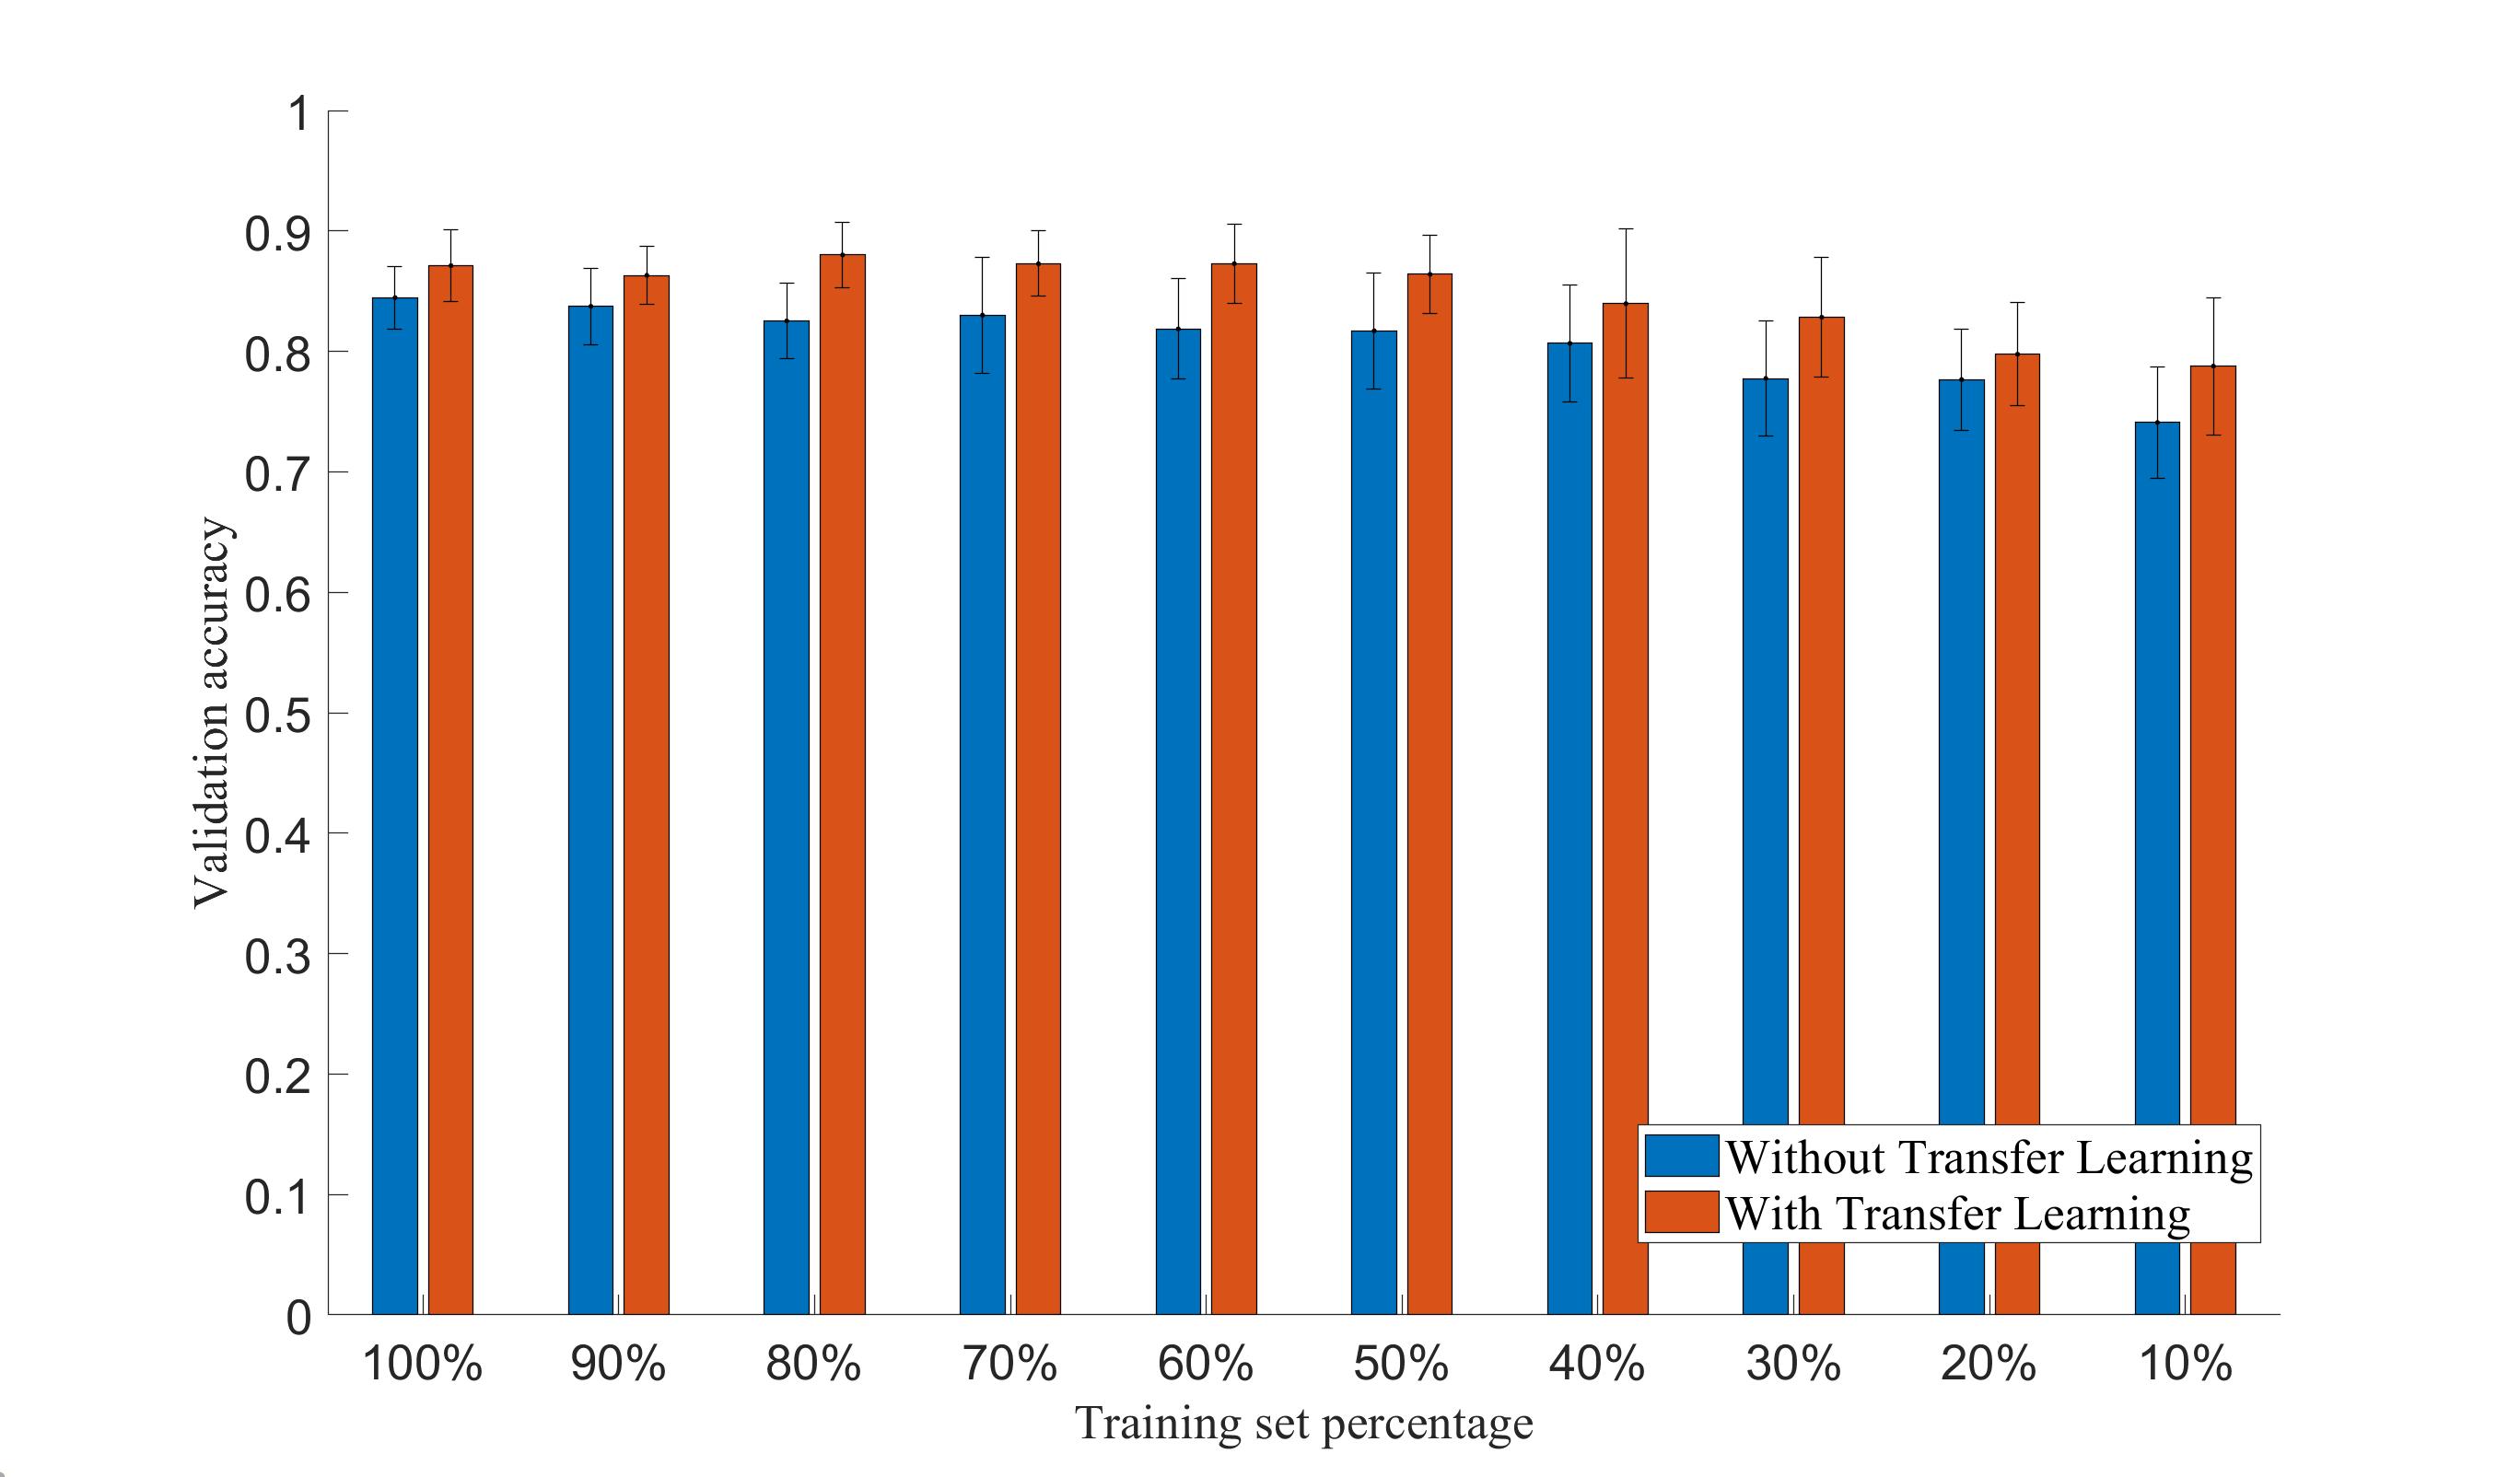 1
0.9
0.8
0.7
0.6
0.5
0.4
0.3
0.2
0.1
0
Validation accuracy
Without Transfer Learning
With Transfer Learning
100% 90% 80% 70% 60% 50% 40% 30% 20% 10%
Training set percentage